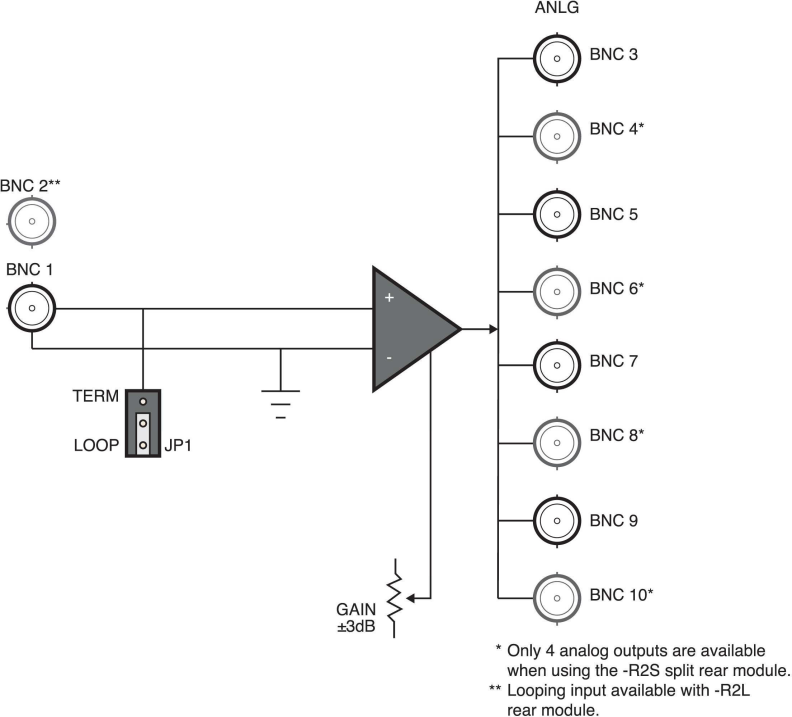 ANLG
BNC 3
BNC 4*
BNC 2**
BNC 5
BNC 1
BNC 6*
+
-
BNC 7
TERM
LOOP
JP1
BNC 8*
BNC 9
GAIN
±3dB
BNC 10*
* Only 4 analog outputs are available
when using the -R2S split rear module.
** Looping input available with -R2L
rear module.